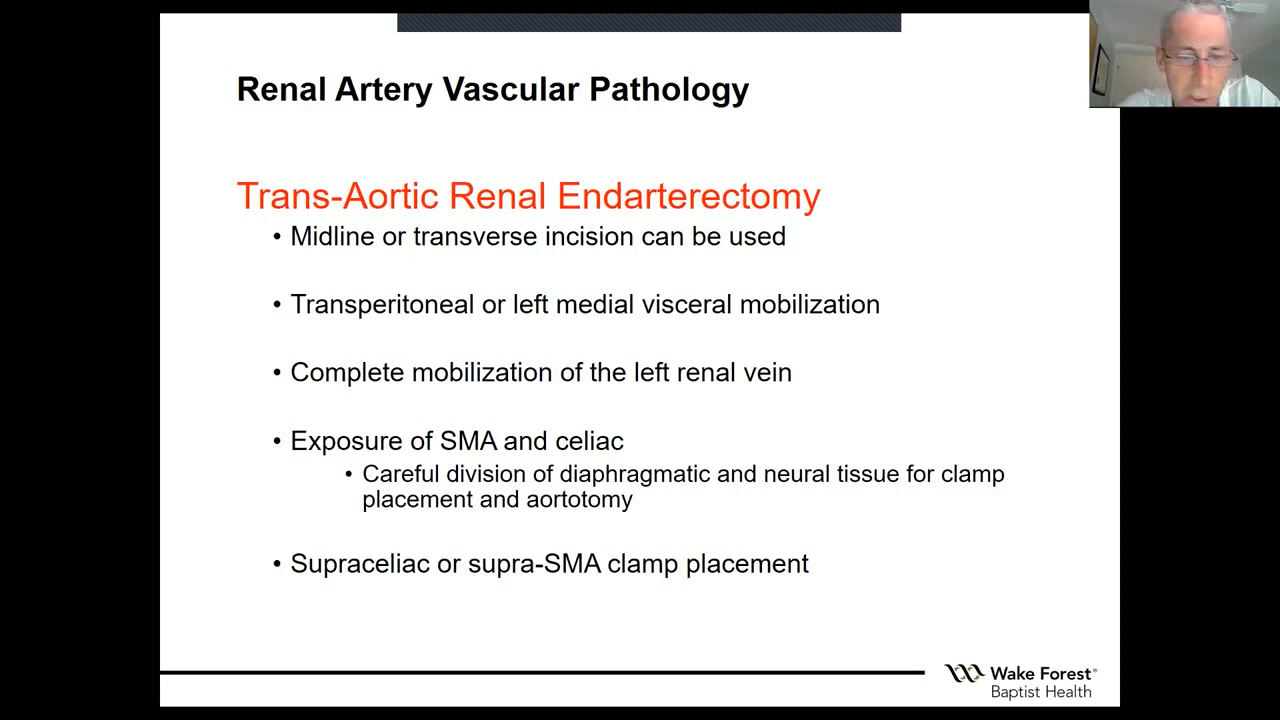 Renal Artery Vascular Pathology
Trans-Aortic Renal Endarterectomy
• Midline or transverse incision can be used
• Transperitoneal or left medial visceral mobilization
• Complete mobilization of the left renal vein
• Exposure of SMA and celiac
• Careful division of diaphragmatic and neural tissue for clamp
placement and aortotomy
• Supraceliac or supra-SMA clamp placement
Wake Forest®
Baptist Health